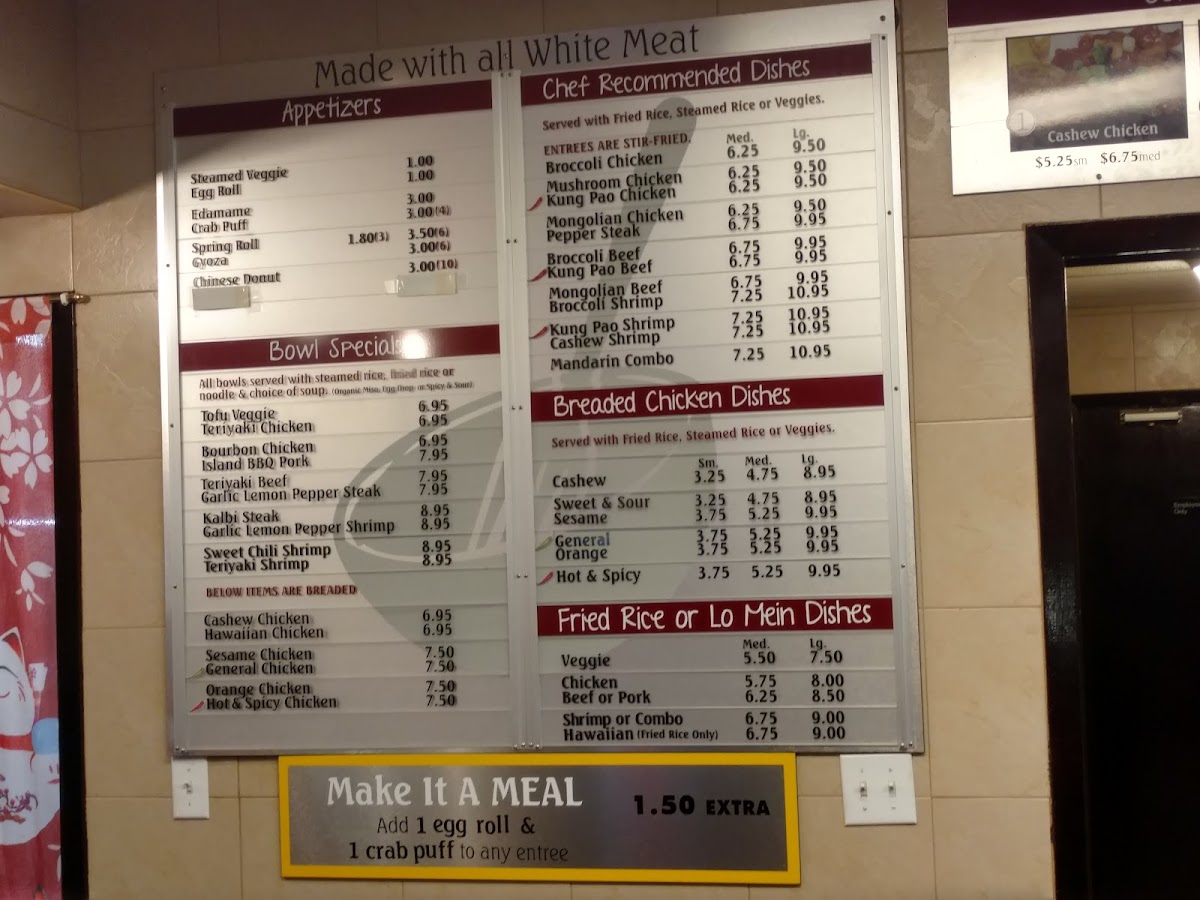 Made with all White Meat
Appetizers
Steamed Veggie 1.00
Egg Roll 1.00
Edamame 3.00
Crab Puff 3.00(4)
Spring Roll 1.80(3) 3.50(6)
Gyoza 3.00(6)
Chinese Donut 3.00(10)
Bowl Specials
All bowls served with steamed rice, fried rice or
noodle & choice of soup. (Organic Miso, Egg Drop, or Spicy & Sour).
Tofu Veggie 6.95
Teriyaki Chicken 6.95
Bourbon Chicken 6.95
Island BBQ Pork 7.95
Teriyaki Beef 7.95
Garlic Lemon Pepper Steak 7.95
Kalbi Steak 8.95
Garlic Lemon Pepper Shrimp 8.95
Sweet Chili Shrimp 8.95
Teriyaki Shrimp 8.95
BELOW ITEMS ARE BREADED
Cashew Chicken 6.95
Hawaiian Chicken 6.95
Sesame Chicken 7.50
General Chicken 7.50
Orange Chicken 7.50
Hot & Spicy Chicken 7.50
Chef Recommended Dishes
Served with Fried Rice, Steamed Rice or Veggies.
ENTREES ARE STIR-FRIED. Med. Lg.
Broccoli Chicken 6.25 9.50
Mushroom Chicken 6.25 9.50
Kung Pao Chicken 6.25 9.50
Mongolian Chicken 6.25 9.50
Pepper Steak 6.75 9.95
Broccoli Beef 6.75 9.95
Kung Pao Beef 6.75 9.95
Mongolian Beef 6.75 9.95
Broccoli Shrimp 7.25 10.95
Kung Pao Shrimp 7.25 10.95
Cashew Shrimp 7.25 10.95
Mandarin Combo 7.25 10.95
Breaded Chicken Dishes
Served with Fried Rice, Steamed Rice or Veggies.
Sm. Med. Lg.
Cashew 3.25 4.75 8.95
Sweet & Sour 3.25 4.75 8.95
Sesame 3.75 5.25 9.95
General 3.75 5.25 9.95
Orange 3.75 5.25 9.95
Hot & Spicy 3.75 5.25 9.95
Fried Rice or Lo Mein Dishes
Med. Lg.
Veggie 5.50 7.50
Chicken 5.75 8.00
Beef or Pork 6.25 8.50
Shrimp or Combo 6.75 9.00
Hawaiian (Fried Rice Only) 6.75 9.00
Make It A MEAL
Add 1 egg roll &
1 crab puff to any entree
1.50 EXTRA
1
Cashew Chicken
$5.25sm $6.75med
Employees
Only